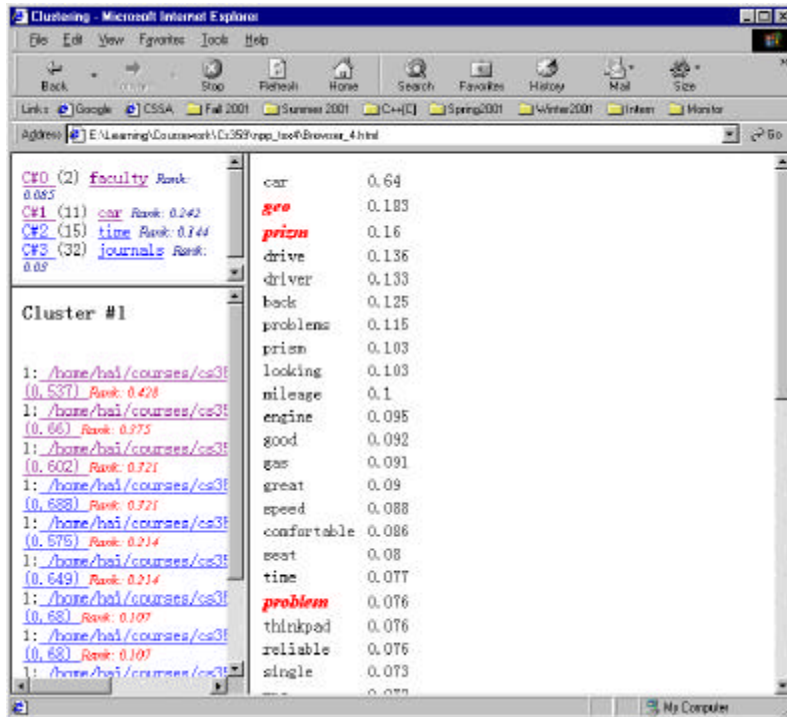 Clustering - Microsoft Internet Explorer
File Edit View Favorites Tools Help
Back Stop Refresh Home Search Favorites History Mail Size
Links Google CSSA Fall 2001 Summer 2001 C++[C] Spring2001 Winter2001 Intern Monitor
Address E:\Learning\Coursework\Cs359\npp_tax4\Browser_4.html Go
C#0 (2) faculty Rank:
0.085
C#1 (11) car Rank: 0.242
C#2 (15) time Rank: 0.144
C#3 (32) journals Rank:
Cluster #1
1: /home/hai/courses/cs35
(0.537) Rank: 0.428
1: /home/hai/courses/cs35
(0.66) Rank: 0.375
1: /home/hai/courses/cs35
(0.602) Rank: 0.321
1: /home/hai/courses/cs35
(0.688) Rank: 0.321
1: /home/hai/courses/cs35
(0.575) Rank: 0.214
1: /home/hai/courses/cs35
(0.649) Rank: 0.214
1: /home/hai/courses/cs35
(0.68) Rank: 0.107
1: /home/hai/courses/cs35
(0.68) Rank: 0.107
1: /home/hai/courses/cs35
car 0.64
geo 0.183
prizm 0.16
drive 0.136
driver 0.133
back 0.125
problems 0.115
prism 0.103
looking 0.103
mileage 0.1
engine 0.095
good 0.092
gas 0.091
great 0.09
speed 0.088
comfortable 0.086
seat 0.08
time 0.077
problem 0.076
thinkpad 0.076
reliable 0.076
single 0.073
My Computer